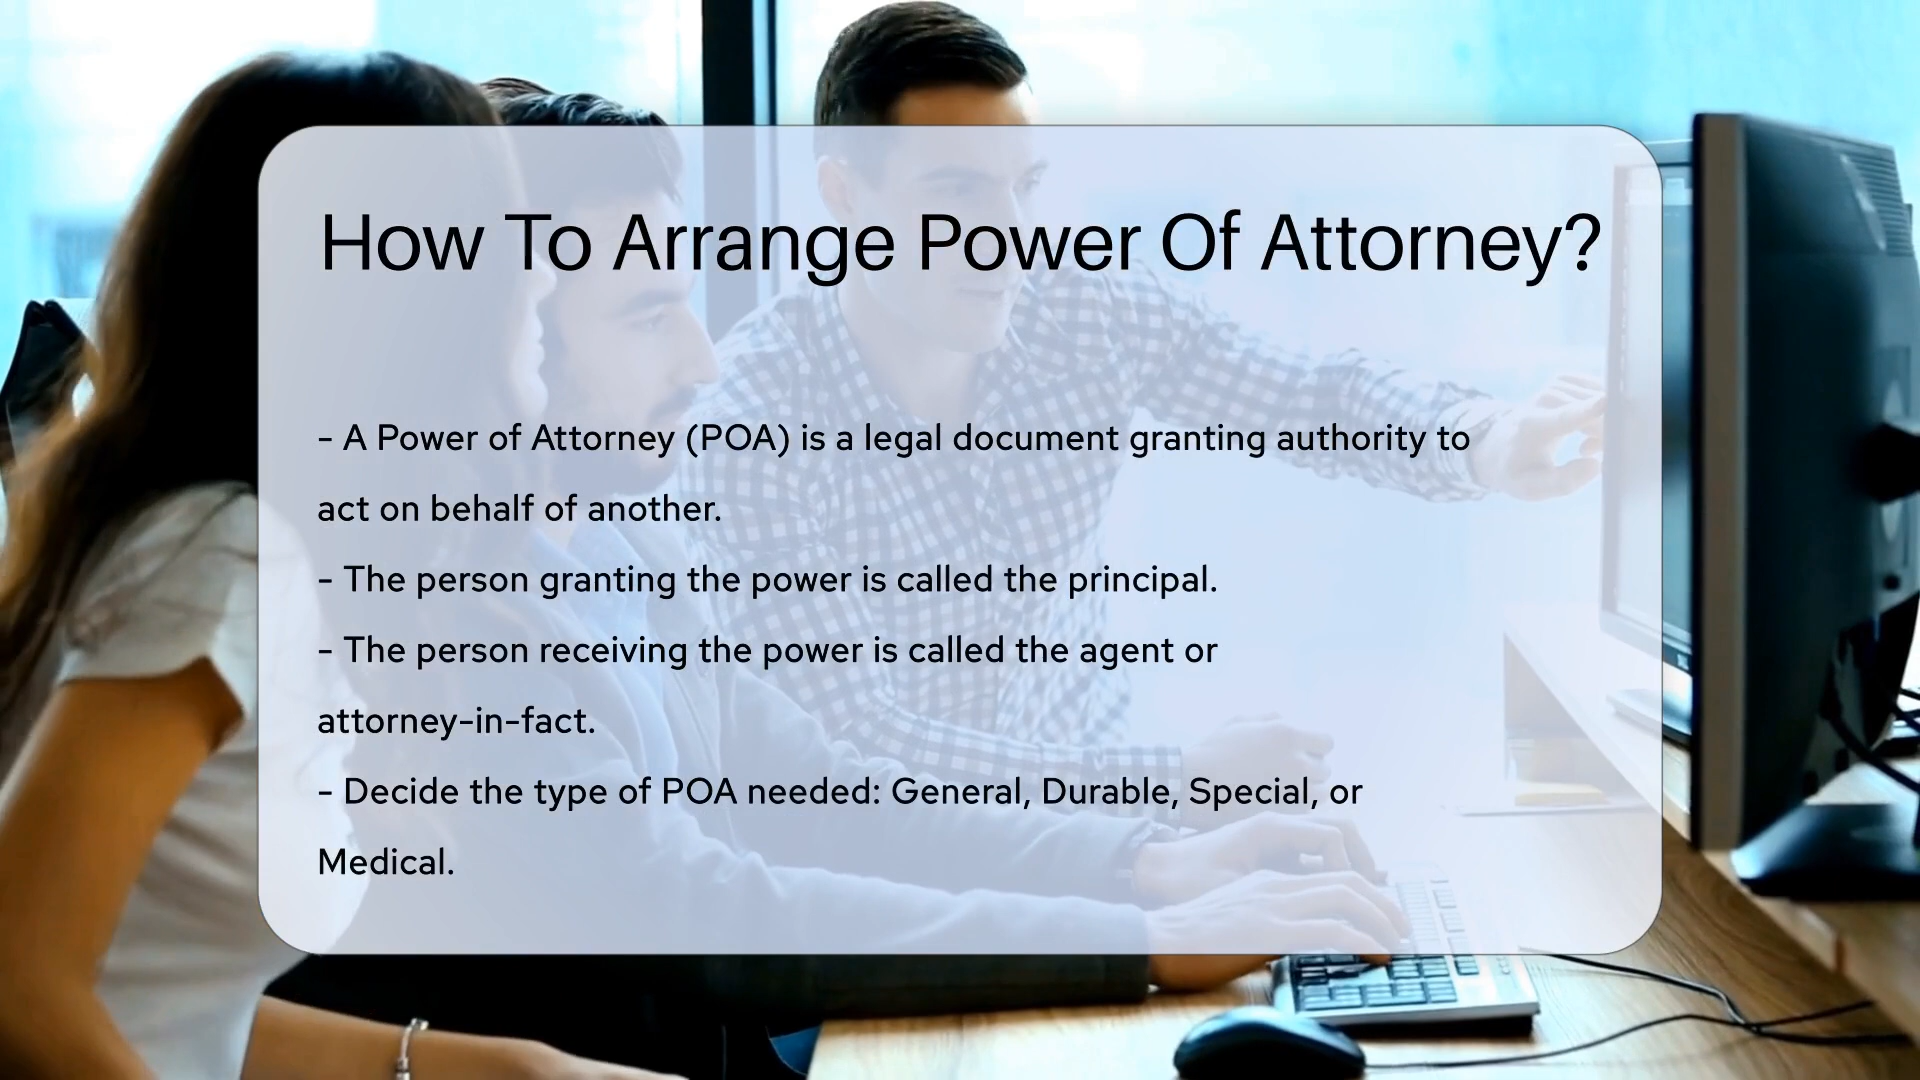 How To Arrange Power Of Attorney?
- A Power of Attorney (POA) is a legal document granting authority to
act on behalf of another.
- The person granting the power is called the principal.
- The person receiving the power is called the agent or
attorney-in-fact.
- Decide the type of POA needed: General, Durable, Special, or
Medical.